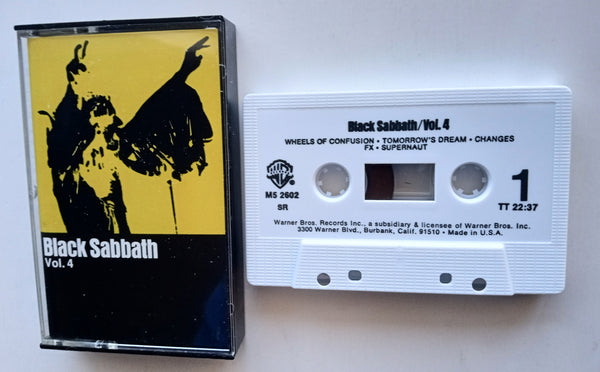 Black Sabbath
Vol. 4
Black Sabbath/Vol. 4
WHEELS OF CONFUSION • TOMORROW'S DREAM • CHANGES
FX • SUPERNAUT
M5 2602
SR
1
TT 22:37
Warner Bros. Records Inc., a subsidiary & licensee of Warner Bros. Inc.
3300 Warner Blvd., Burbank, Calif. 91510 • Made in U.S.A.